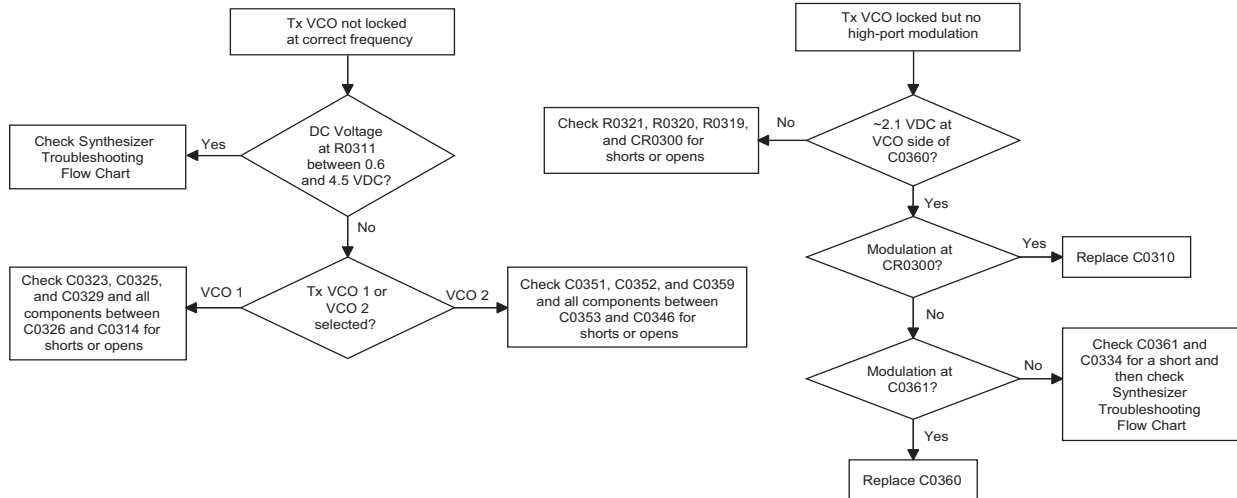 Tx VCO not locked
at correct frequency
DC Voltage
at R0311
between 0.6
and 4.5 VDC?
Yes
Check Synthesizer
Troubleshooting
Flow Chart
No
Tx VCO 1 or
VCO 2
selected?
VCO 1
Check C0323, C0325,
and C0329 and all
components between
C0326 and C0314 for
shorts or opens
VCO 2
Check C0351, C0352, and C0359
and all components between
C0353 and C0346 for
shorts or opens
Tx VCO locked but no
high-port modulation
~2.1 VDC at
VCO side of
C0360?
No
Check R0321, R0320, R0319,
and CR0300 for
shorts or opens
Yes
Modulation at
CR0300?
Yes
Replace C0310
No
Modulation at
C0361?
No
Check C0361 and
C0334 for a short and
then check
Synthesizer
Troubleshooting
Flow Chart
Yes
Replace C0360